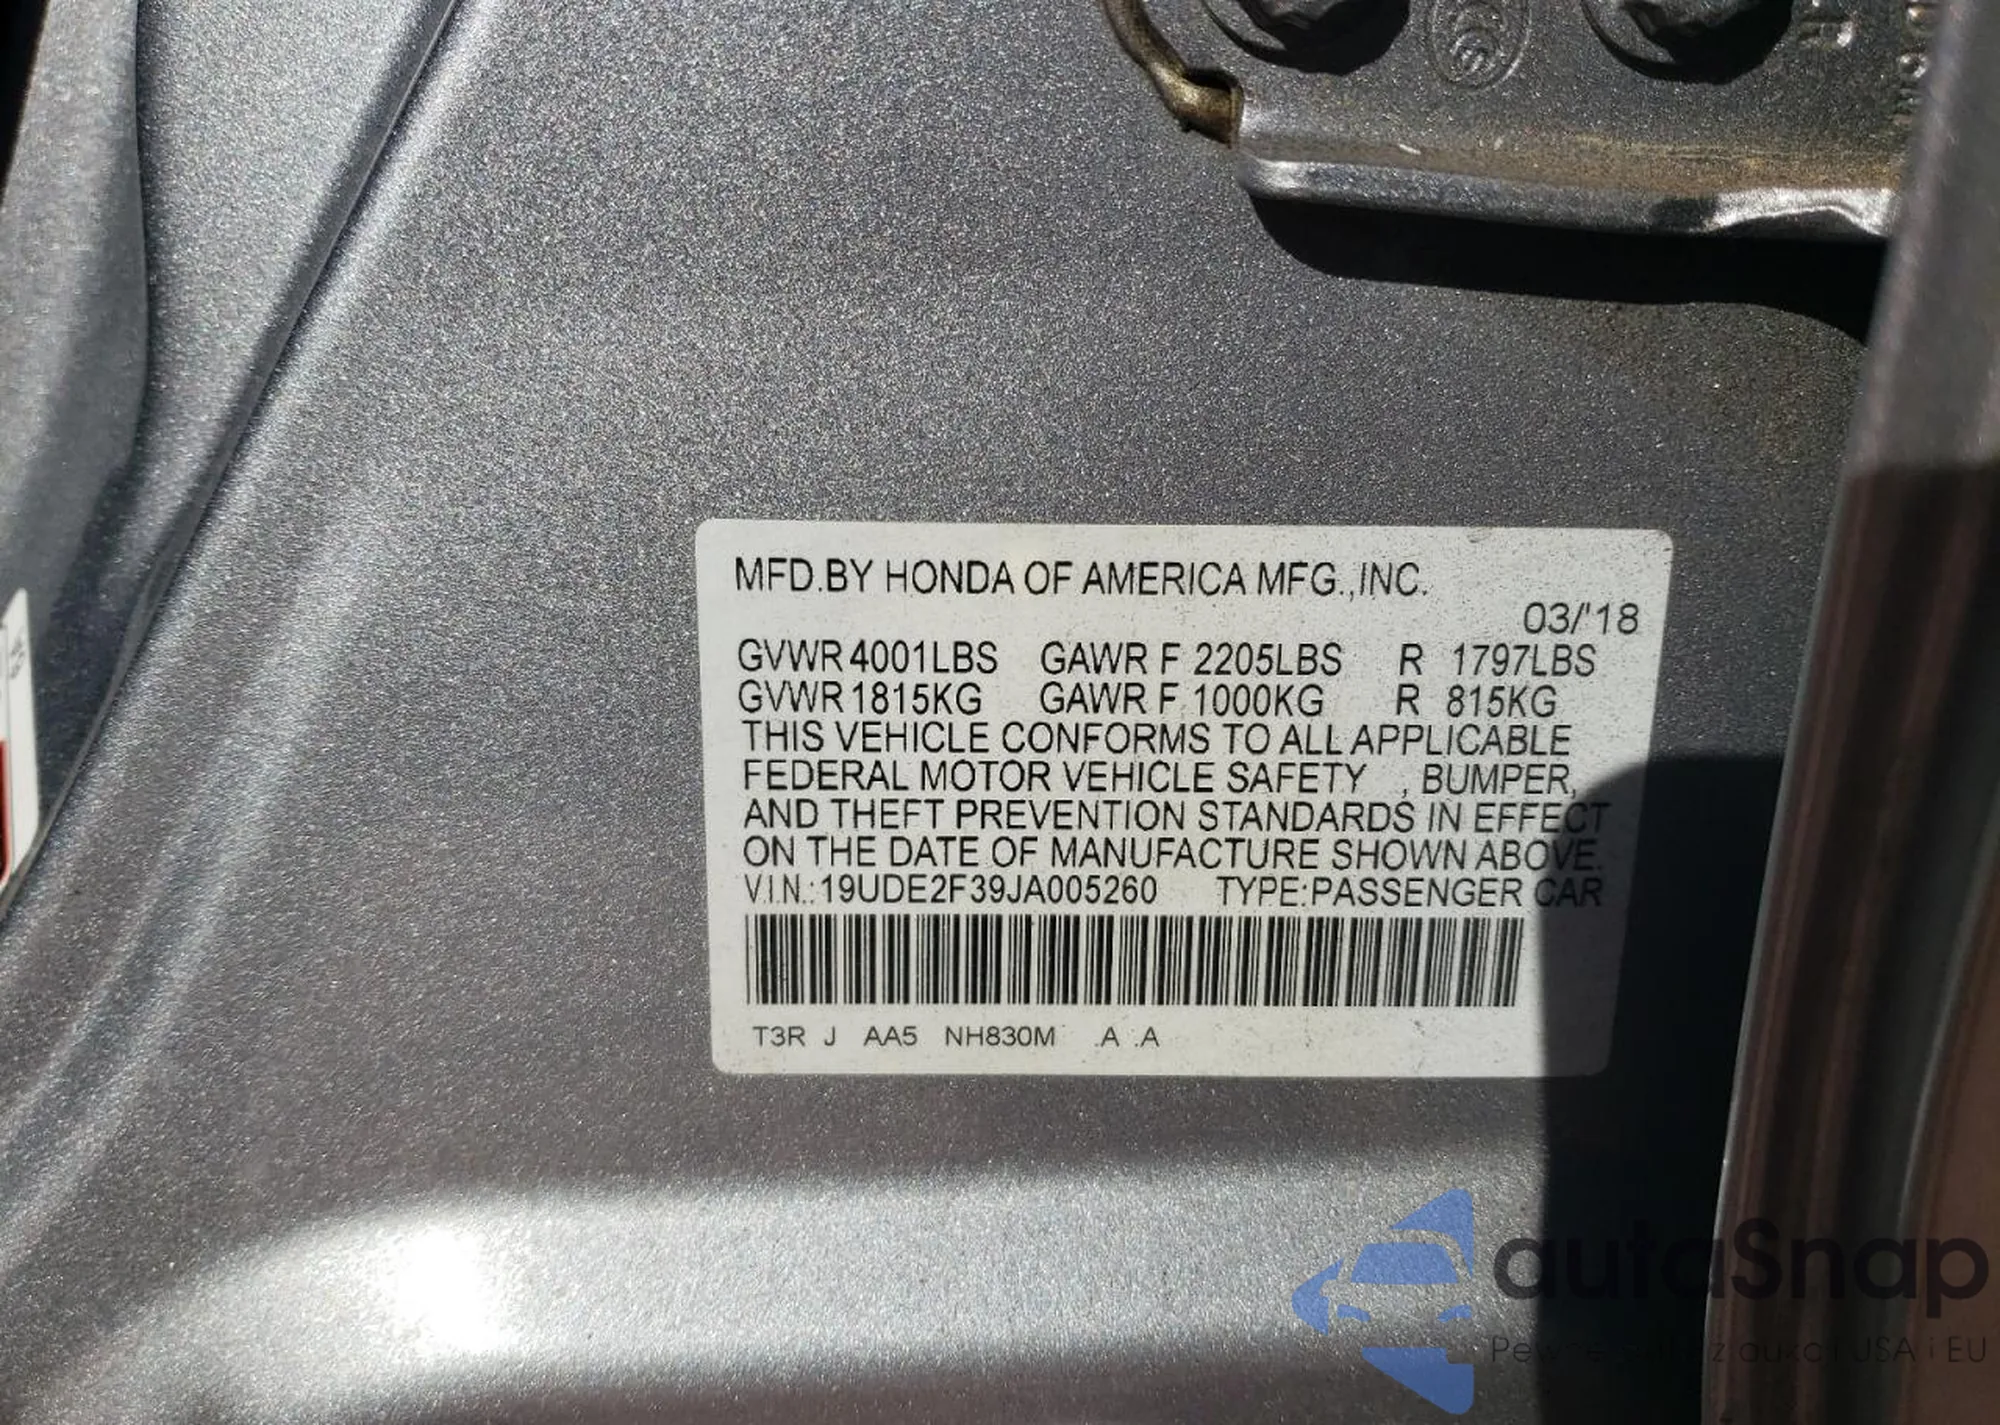 MFD.BY HONDA OF AMERICA MFG.,INC.
03/'18
GVWR 4001LBS GAWR F 2205LBS R 1797LBS
GVWR 1815KG GAWR F 1000KG R 815KG
THIS VEHICLE CONFORMS TO ALL APPLICABLE
FEDERAL MOTOR VEHICLE SAFETY , BUMPER,
AND THEFT PREVENTION STANDARDS IN EFFECT
ON THE DATE OF MANUFACTURE SHOWN ABOVE.
V.I.N.:19UDE2F39JA005260 TYPE:PASSENGER CAR
T3R J AA5 NH830M .A .A
autoSnap
USA i EU